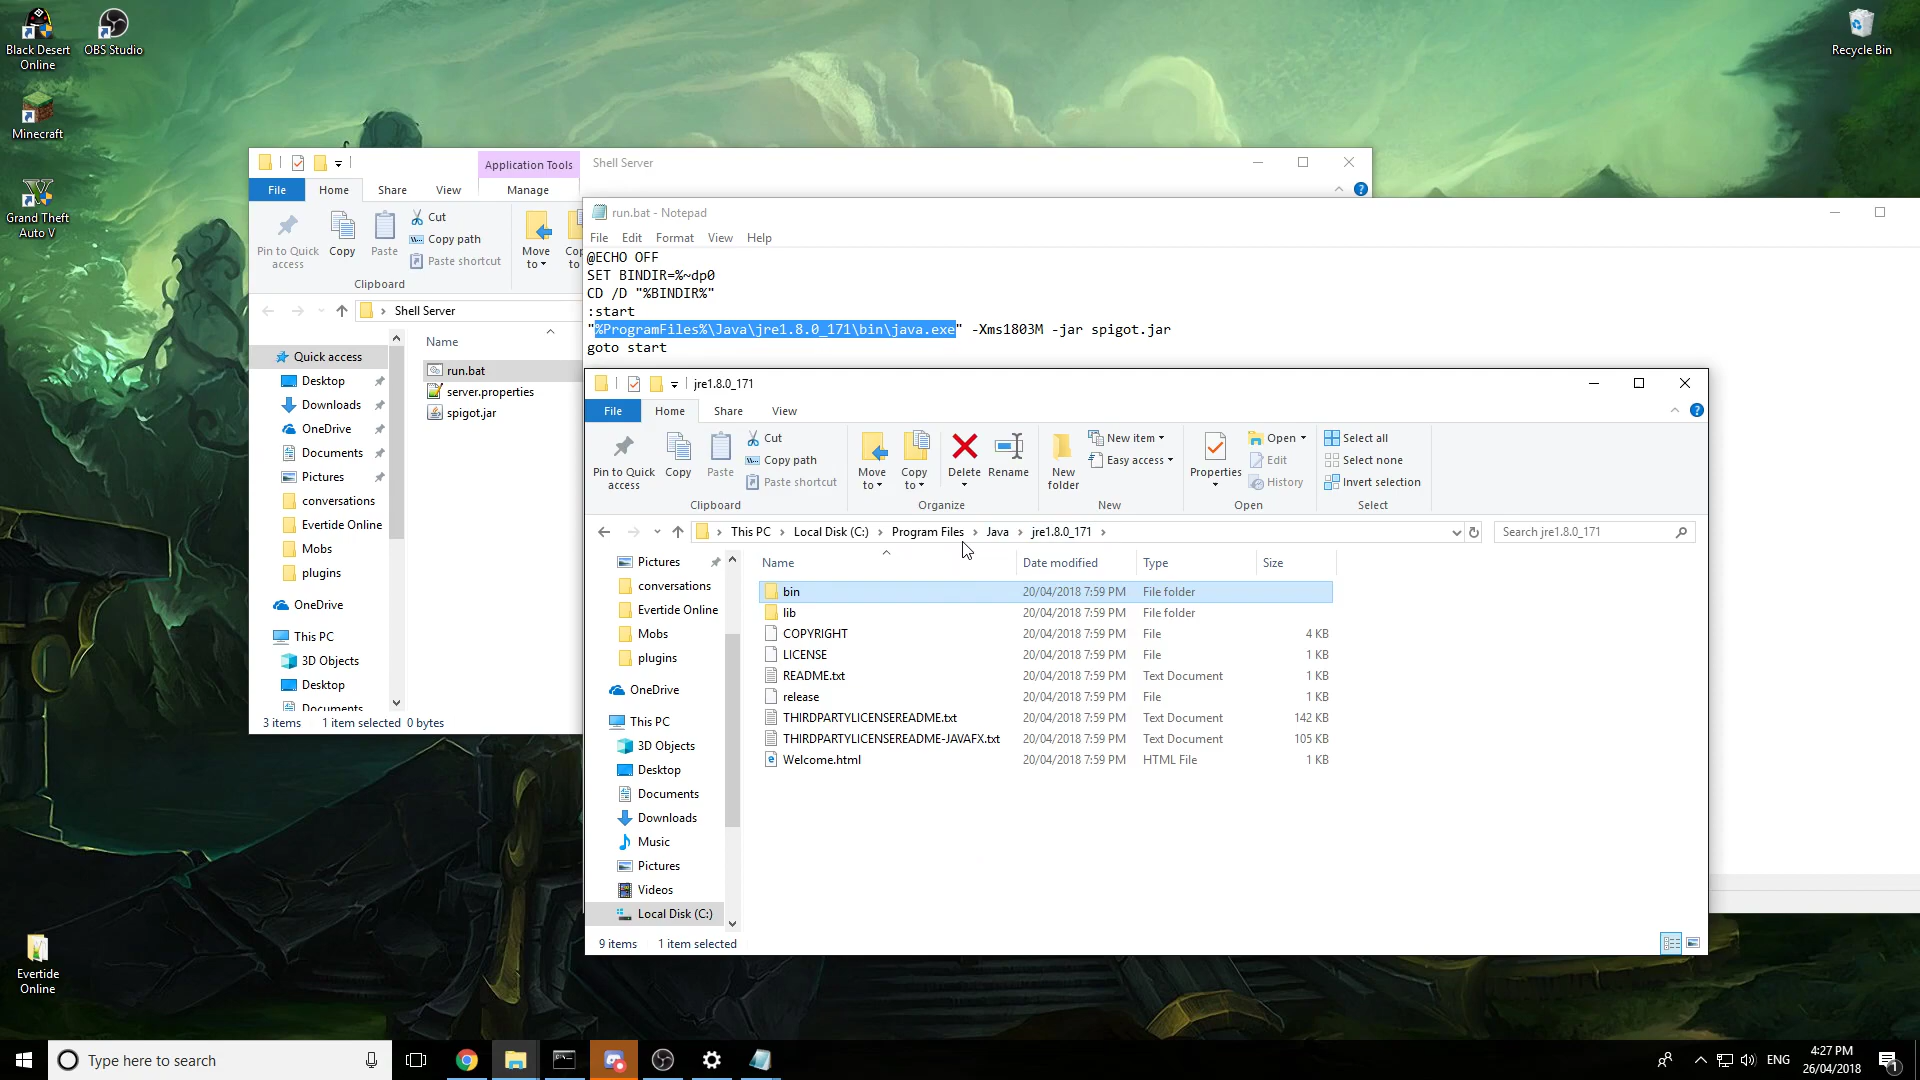 Black Desert
Online
OBS Studio
Recycle Bin
Minecraft
Grand Theft
Auto V
Evertide
Online
Application Tools
Shell Server
File
Home
Share
View
Manage
Pin to Quick
access
Copy
Paste
Cut
Copy path
Paste shortcut
Clipboard
Move
to
Cop
to
Shell Server
Quick access
Desktop
Downloads
OneDrive
Documents
Pictures
conversations
Evertide Online
Mobs
plugins
OneDrive
This PC
3D Objects
Desktop
Documents
Name
run.bat
server.properties
spigot.jar
3 items
1 item selected 0 bytes
run.bat - Notepad
File
Edit
Format
View
Help
@ECHO OFF
SET BINDIR=%~dp0
CD /D "%BINDIR%"
:start
"%ProgramFiles%\Java\jre1.8.0_171\bin\java.exe" -Xms1803M -jar spigot.jar
goto start
jre1.8.0_171
File
Home
Share
View
Pin to Quick
access
Copy
Paste
Cut
Copy path
Paste shortcut
Clipboard
Move
to
Copy
to
Delete
Rename
Organize
New
folder
New item
Easy access
New
Properties
Open
Edit
History
Open
Select all
Select none
Invert selection
Select
This PC
Local Disk (C:)
Program Files
Java
jre1.8.0_171
Search jre1.8.0_171
Pictures
conversations
Evertide Online
Mobs
plugins
OneDrive
This PC
3D Objects
Desktop
Documents
Downloads
Music
Pictures
Videos
Local Disk (C:)
Name Date modified Type Size
bin 20/04/2018 7:59 PM File folder
lib 20/04/2018 7:59 PM File folder
COPYRIGHT 20/04/2018 7:59 PM File 4 KB
LICENSE 20/04/2018 7:59 PM File 1 KB
README.txt 20/04/2018 7:59 PM Text Document 1 KB
release 20/04/2018 7:59 PM File 1 KB
THIRDPARTYLICENSEREADME.txt 20/04/2018 7:59 PM Text Document 142 KB
THIRDPARTYLICENSEREADME-JAVAFX.txt 20/04/2018 7:59 PM Text Document 105 KB
Welcome.html 20/04/2018 7:59 PM HTML File 1 KB
9 items
1 item selected
Type here to search
ENG
4:27 PM
26/04/2018
1